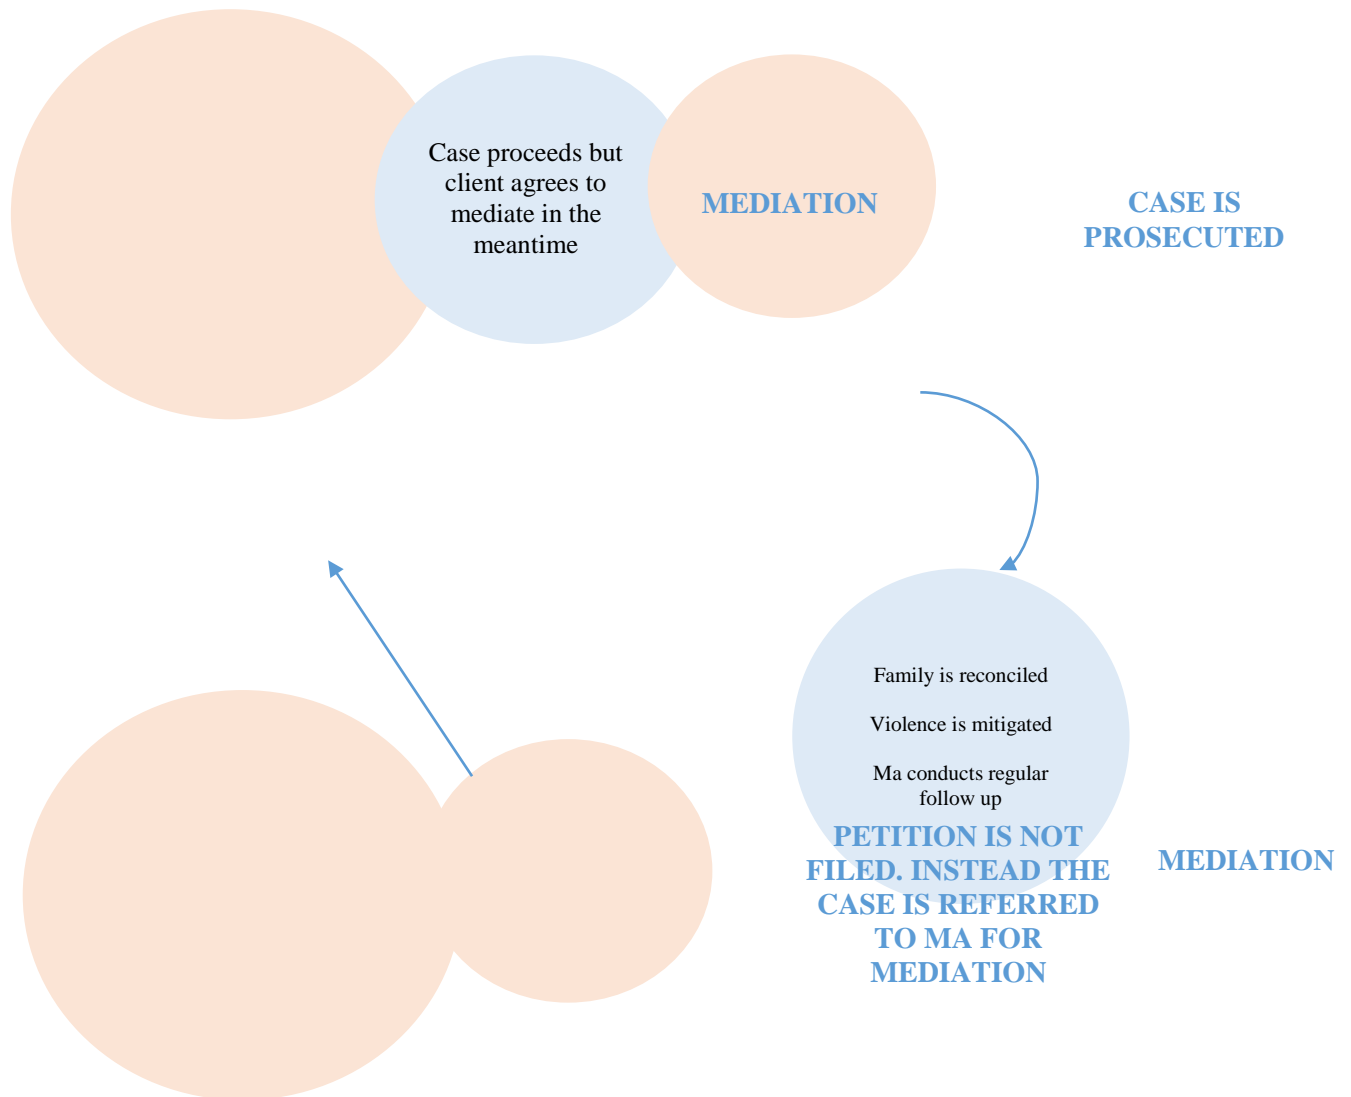 Case proceeds but
client agrees to
mediate in the
meantime
MEDIATION
CASE IS
PROSECUTED
Family is reconciled
Violence is mitigated
Ma conducts regular
follow up
PETITION IS NOT
FILED. INSTEAD THE
CASE IS REFERRED
TO MA FOR
MEDIATION
MEDIATION